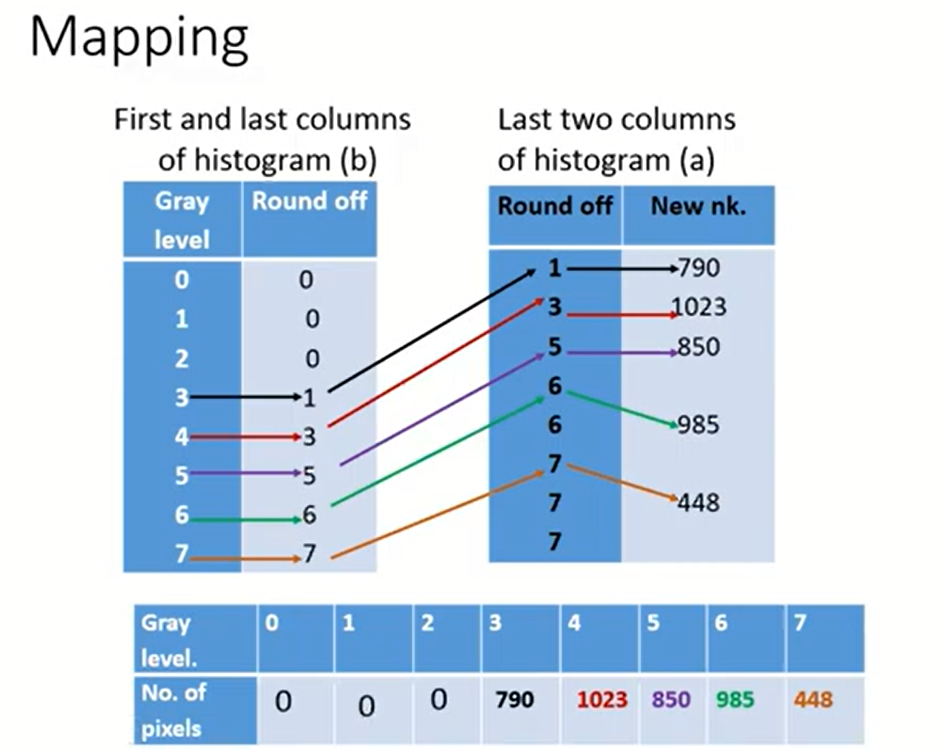 Mapping
First and last columns
of histogram (b)
Gray
level
Round off
0 0
1 0
2 0
3 1
4 3
5 5
6 6
7 7
Last two columns
of histogram (a)
Round off New nk.
1 790
3 1023
5 850
6
6 985
7
7 448
7
Gray
level. 0 1 2 3 4 5 6 7
No. of
pixels 0 0 0 790 1023 850 985 448